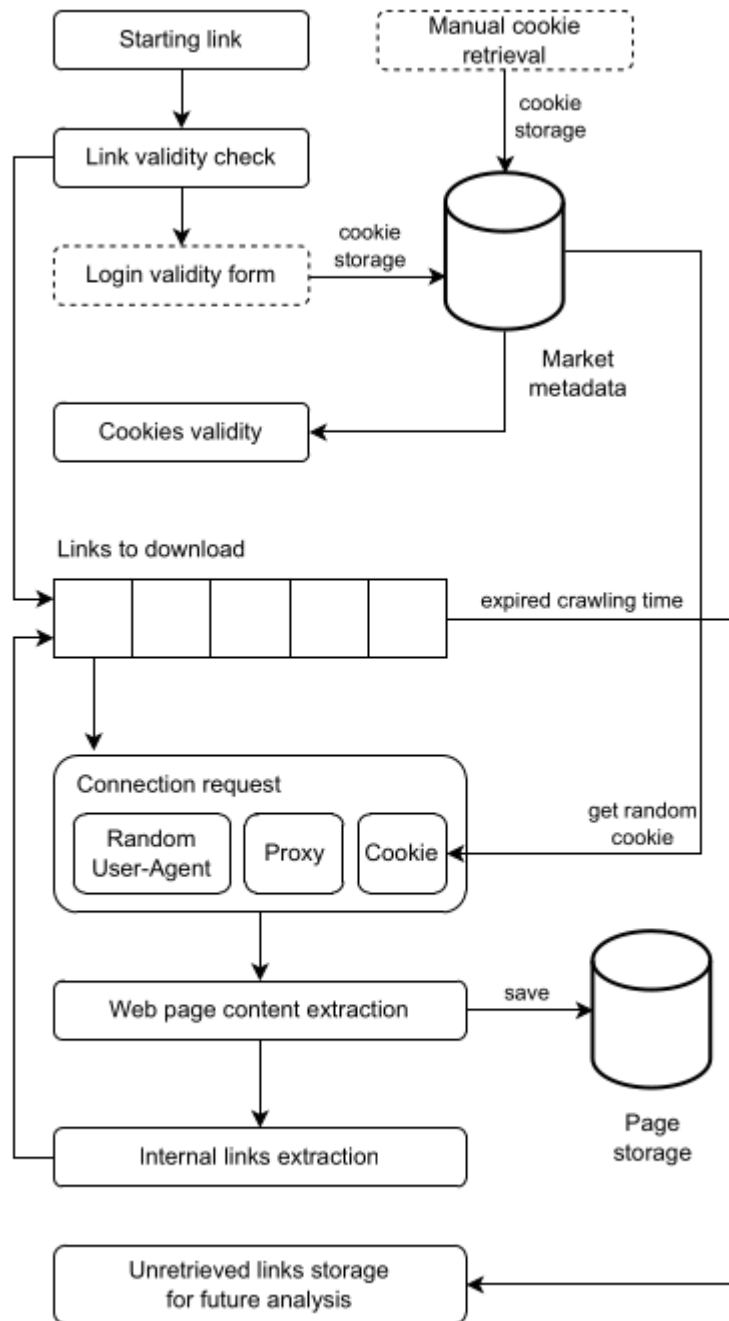 Starting link
Manual cookie
retrieval
cookie
storage
Link validity check
Login validity form
cookie
storage
Market
metadata
Cookies validity
Links to download
expired crawling time
Connection request
Random
User-Agent
Proxy
Cookie
get random
cookie
Web page content extraction
save
Page
storage
Internal links extraction
Unretrieved links storage
for future analysis